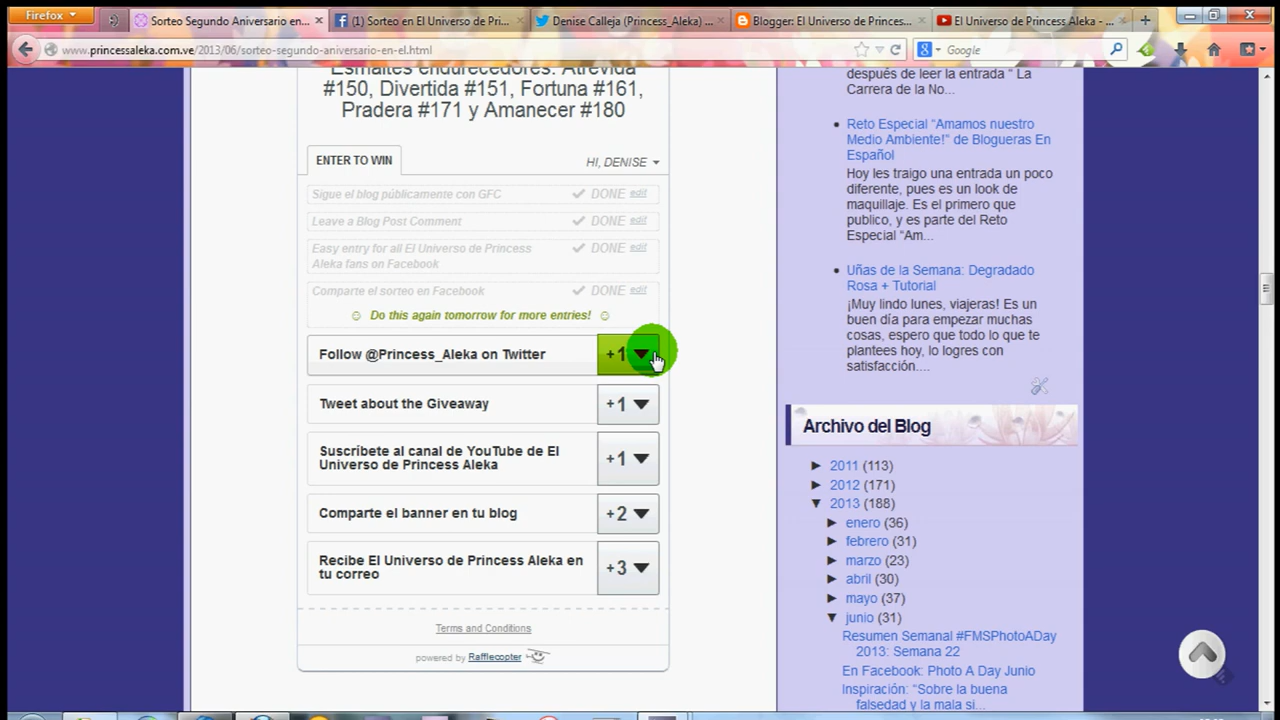 Firefox
Sorteo Segundo Aniversario en...
(1) Sorteo en El Universo de Pri...
Denise Calleja (Princess_Aleka) ...
Blogger: El Universo de Princes...
El Universo de Princess Aleka - ...
www.princessaleka.com.ve/2013/06/sorteo-segundo-aniversario-en-el.html
Google
Esmaltes endurecedores: Atrevida
#150, Divertida #151, Fortuna #161,
Pradera #171 y Amanecer #180
ENTER TO WIN
HI, DENISE
Sigue el blog públicamente con GFC
DONE edit
Leave a Blog Post Comment
DONE edit
Easy entry for all El Universo de Princess
Aleka fans on Facebook
DONE edit
Comparte el sorteo en Facebook
DONE edit
Do this again tomorrow for more entries!
Follow @Princess_Aleka on Twitter
+1
Tweet about the Giveaway
+1
Suscríbete al canal de YouTube de El
Universo de Princess Aleka
+1
Comparte el banner en tu blog
+2
Recibe El Universo de Princess Aleka en
tu correo
+3
Terms and Conditions
powered by Rafflecopter
después de leer la entrada " La
Carrera de la No...
Reto Especial “Amamos nuestro
Medio Ambiente!” de Blogueras En
Español
Hoy les traigo una entrada un poco
diferente, pues es un look de
maquillaje. Es el primero que
publico, y es parte del Reto
Especial “Am...
Uñas de la Semana: Degradado
Rosa + Tutorial
¡Muy lindo lunes, viajeras! Es un
buen día para empezar muchas
cosas, espero que todo lo que te
plantees hoy, lo logres con
satisfacción....
Archivo del Blog
► 2011 (113)
► 2012 (171)
▼ 2013 (188)
► enero (36)
► febrero (31)
► marzo (23)
► abril (30)
► mayo (37)
▼ junio (31)
Resumen Semanal #FMSPhotoADay
2013: Semana 22
En Facebook: Photo A Day Junio
Inspiración: “Sobre la buena
falsedad y la mala si...